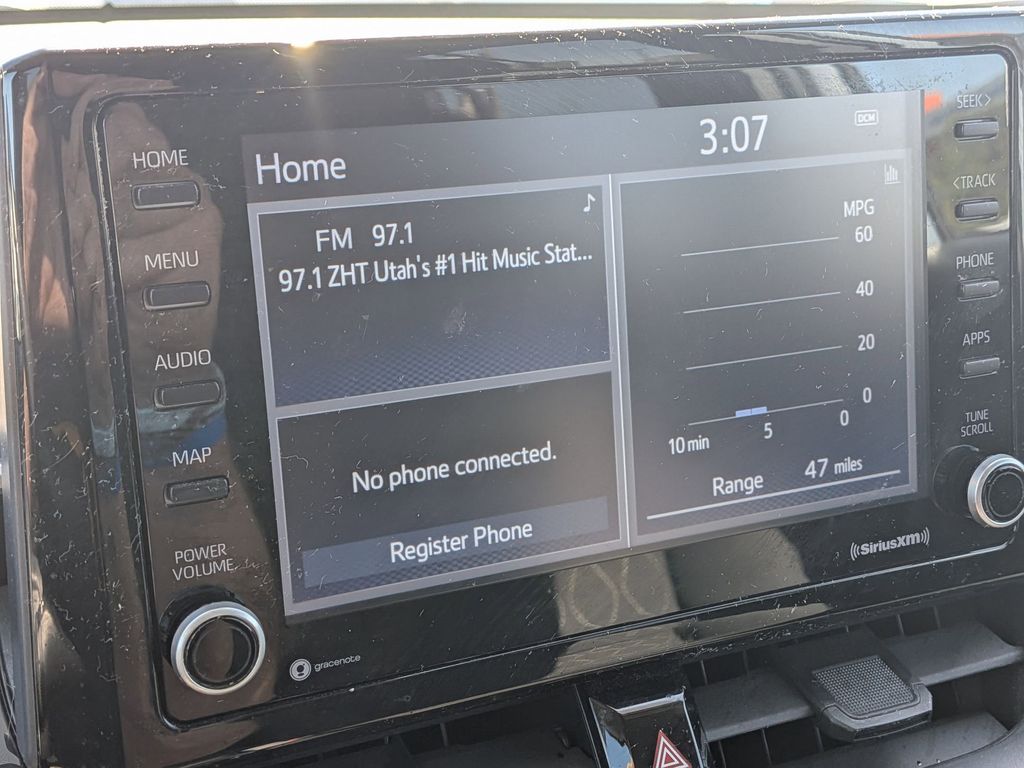 HOME
MENU
AUDIO
MAP
POWER
VOLUME
Home
3:07
DCM
FM 97.1
97.1 ZHT Utah's #1 Hit Music Stat...
No phone connected.
Register Phone
MPG
60
40
20
0
10 min
5
0
Range 47 miles
SEEK>
<TRACK
PHONE
APPS
TUNE
SCROLL
gracenote
((SiriusXM))